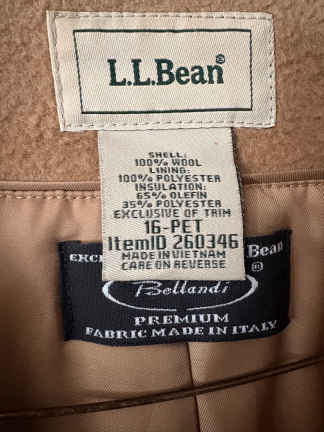 L.L.Bean®
SHELL:
100% WOOL
LINING:
100% POLYESTER
INSULATION:
65% OLEFIN
35% POLYESTER
EXCLUSIVE OF TRIM
16-PET
ItemID 260346
MADE IN VIETNAM
CARE ON REVERSE
Bean®
Bellandi
PREMIUM
FABRIC MADE IN ITALY